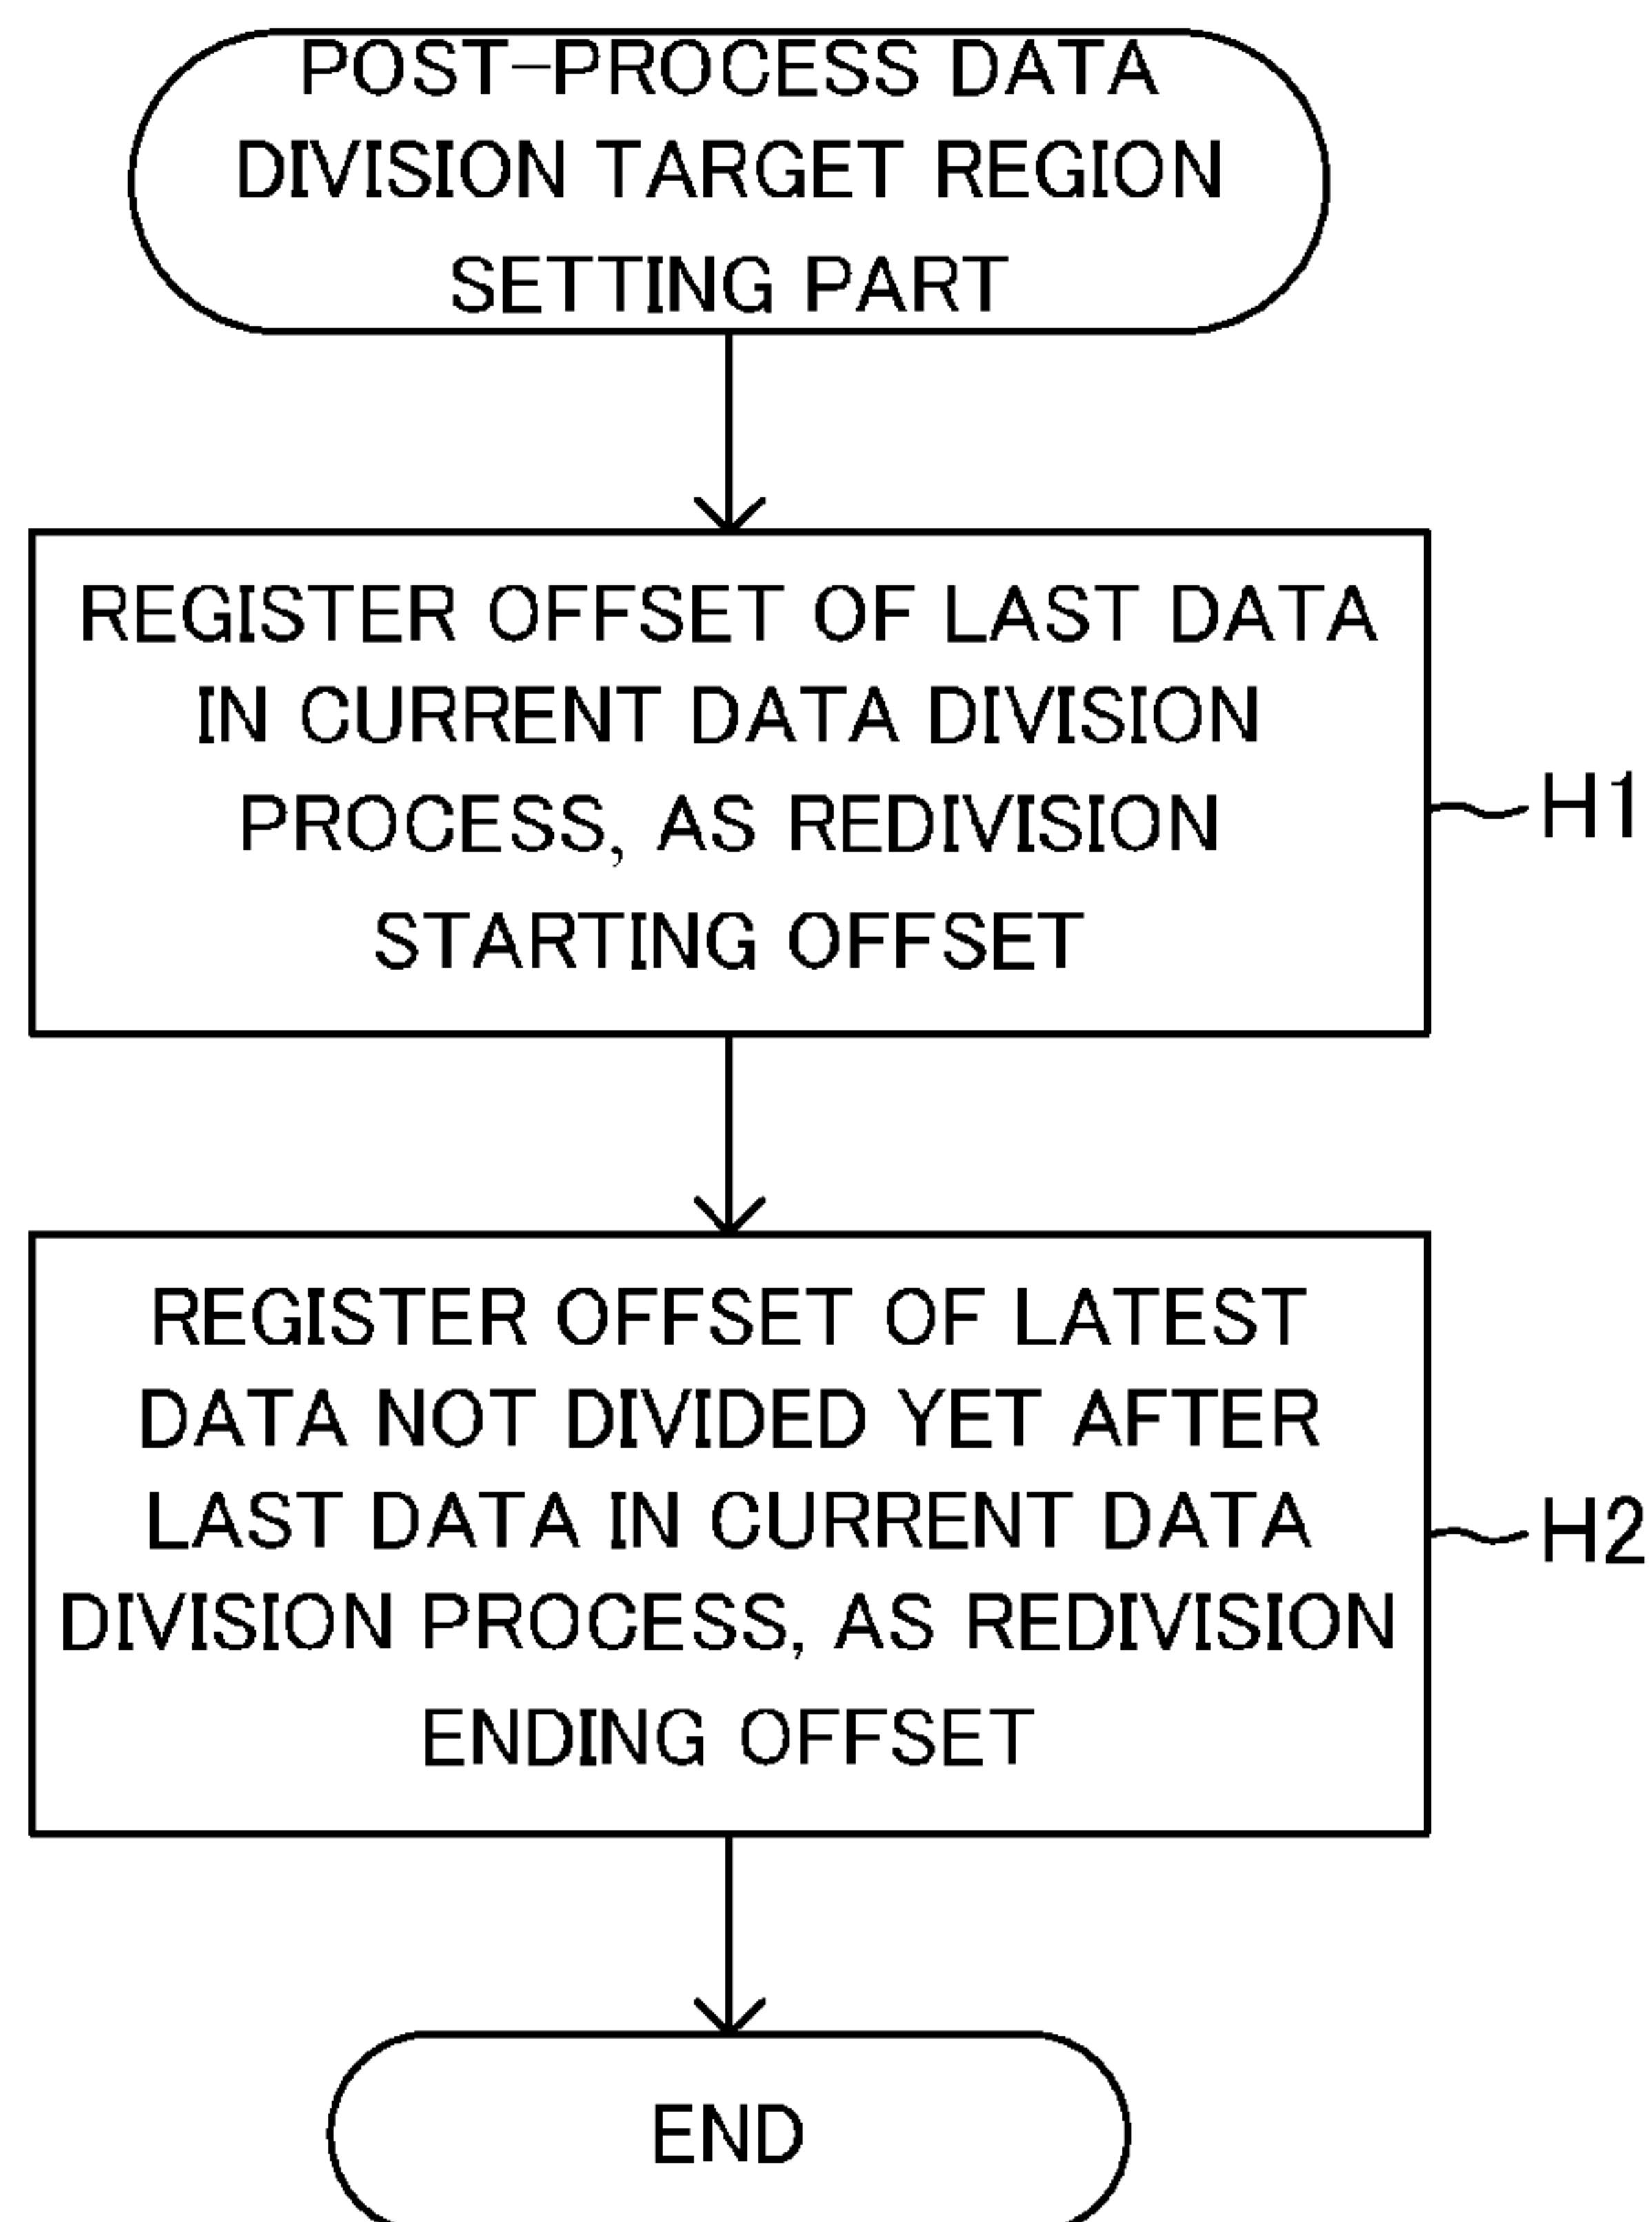 POST-PROCESS DATA
DIVISION TARGET REGION
SETTING PART
REGISTER OFFSET OF LAST DATA
IN CURRENT DATA DIVISION
PROCESS, AS REDIVISION
STARTING OFFSET
H1
REGISTER OFFSET OF LATEST
DATA NOT DIVIDED YET AFTER
LAST DATA IN CURRENT DATA
DIVISION PROCESS, AS REDIVISION
ENDING OFFSET
H2
END